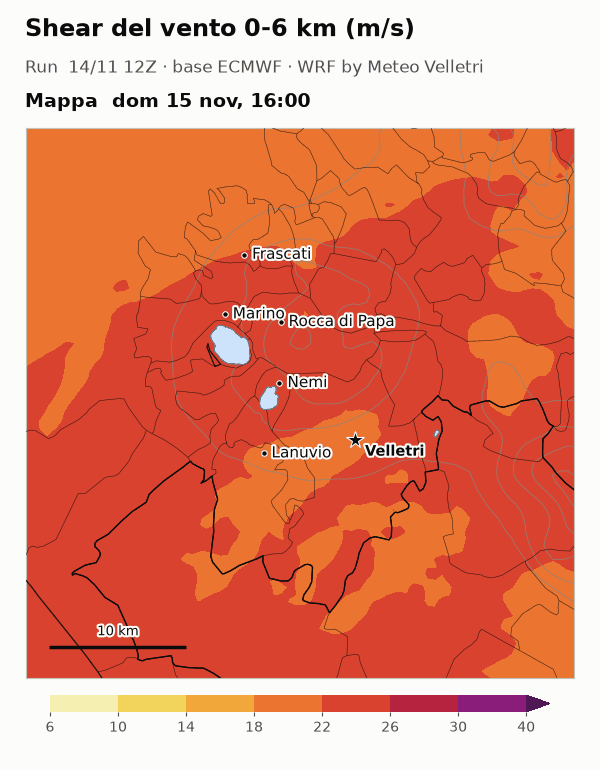 Shear del vento 0-6 km (m/s)
Run  14/11 12Z · base ECMWF · WRF by Meteo Velletri
Mappa  dom 15 nov, 16:00
Frascati
Marino
Rocca di Papa
Nemi
Velletri
Lanuvio
10 km
6 10 14 18 22 26 30 40